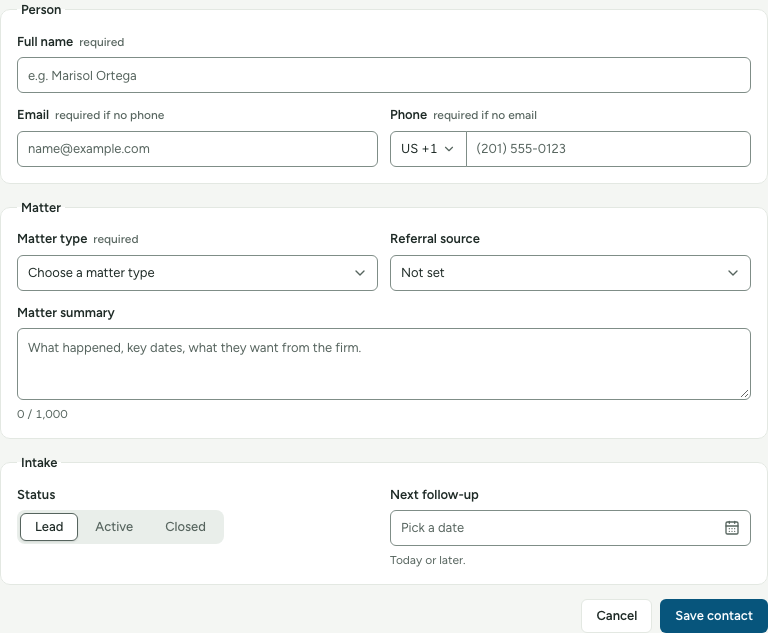 Person
Full name required
e.g. Marisol Ortega
Email required if no phone
Phone required if no email
name@example.com
US +1
(201) 555-0123
Matter
Matter type required
Referral source
Choose a matter type
Not set
Matter summary
What happened, key dates, what they want from the firm.
0 / 1,000
Intake
Status
Next follow-up
Lead
Active
Closed
Pick a date
Today or later.
Cancel
Save contact